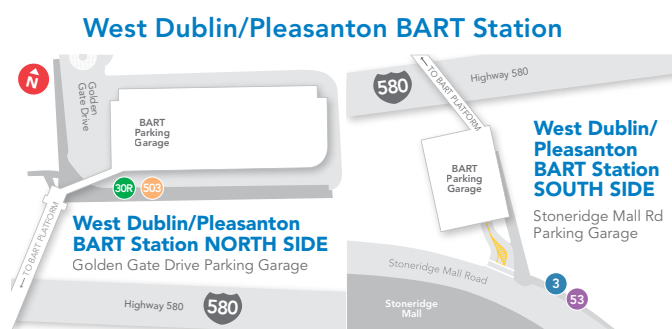 West Dublin/Pleasanton BART Station
N
Golden
Gate Drive
BART
Parking
Garage
30R
503
← TO BART PLATFORM
West Dublin/Pleasanton
BART Station NORTH SIDE
Golden Gate Drive Parking Garage
Highway 580
580
580
Highway 580
← TO BART PLATFORM
BART
Parking
Garage
West Dublin/
Pleasanton
BART Station
SOUTH SIDE
Stoneridge Mall Rd
Parking Garage
Stoneridge Mall Road
Stoneridge
Mall
3
53